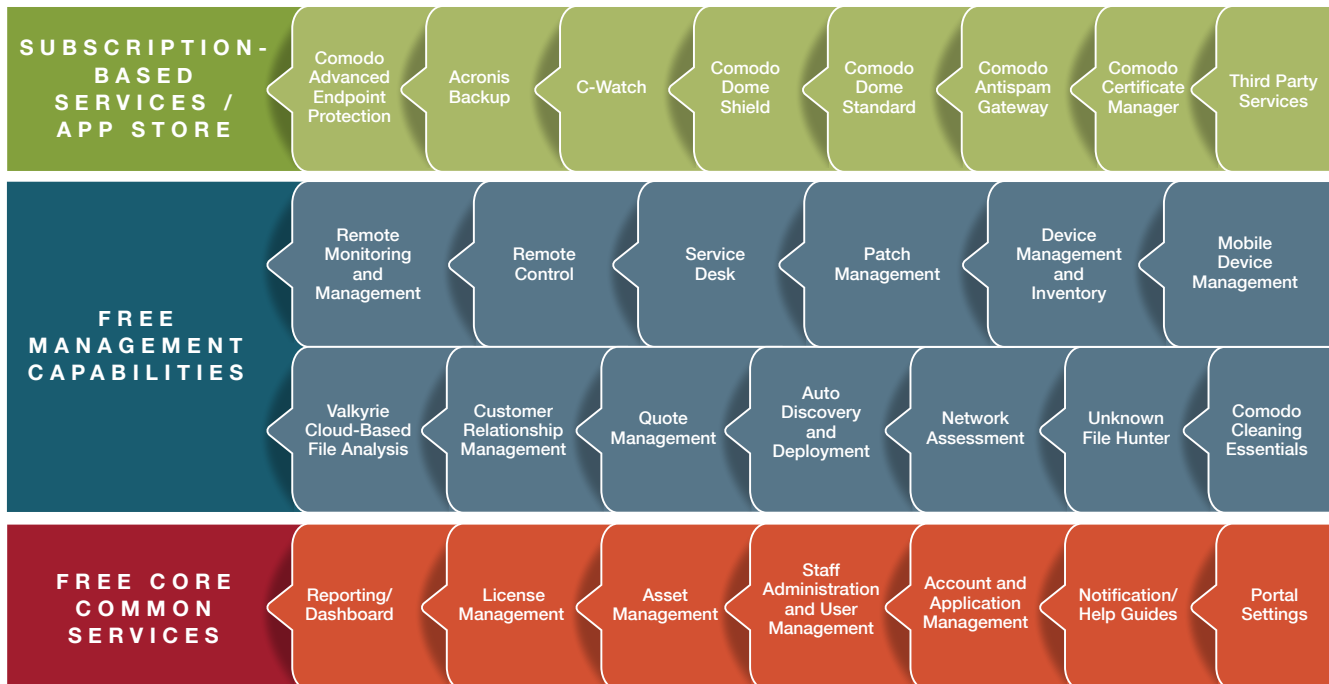 SUBSCRIPTION-
BASED
SERVICES /
APP STORE
Comodo
Advanced
Endpoint
Protection
Acronis
Backup
C-Watch
Comodo
Dome
Shield
Comodo
Dome
Standard
Comodo
Antispam
Gateway
Comodo
Certificate
Manager
Third Party
Services
FREE
MANAGEMENT
CAPABILITIES
Remote
Monitoring
and
Management
Remote
Control
Service
Desk
Patch
Management
Device
Management
and
Inventory
Mobile
Device
Management
Valkyrie
Cloud-Based
File Analysis
Customer
Relationship
Management
Quote
Management
Auto
Discovery
and
Deployment
Network
Assessment
Unknown
File Hunter
Comodo
Cleaning
Essentials
FREE CORE
COMMON
SERVICES
Reporting/
Dashboard
License
Management
Asset
Management
Staff
Administration
and User
Management
Account and
Application
Management
Notification/
Help Guides
Portal
Settings